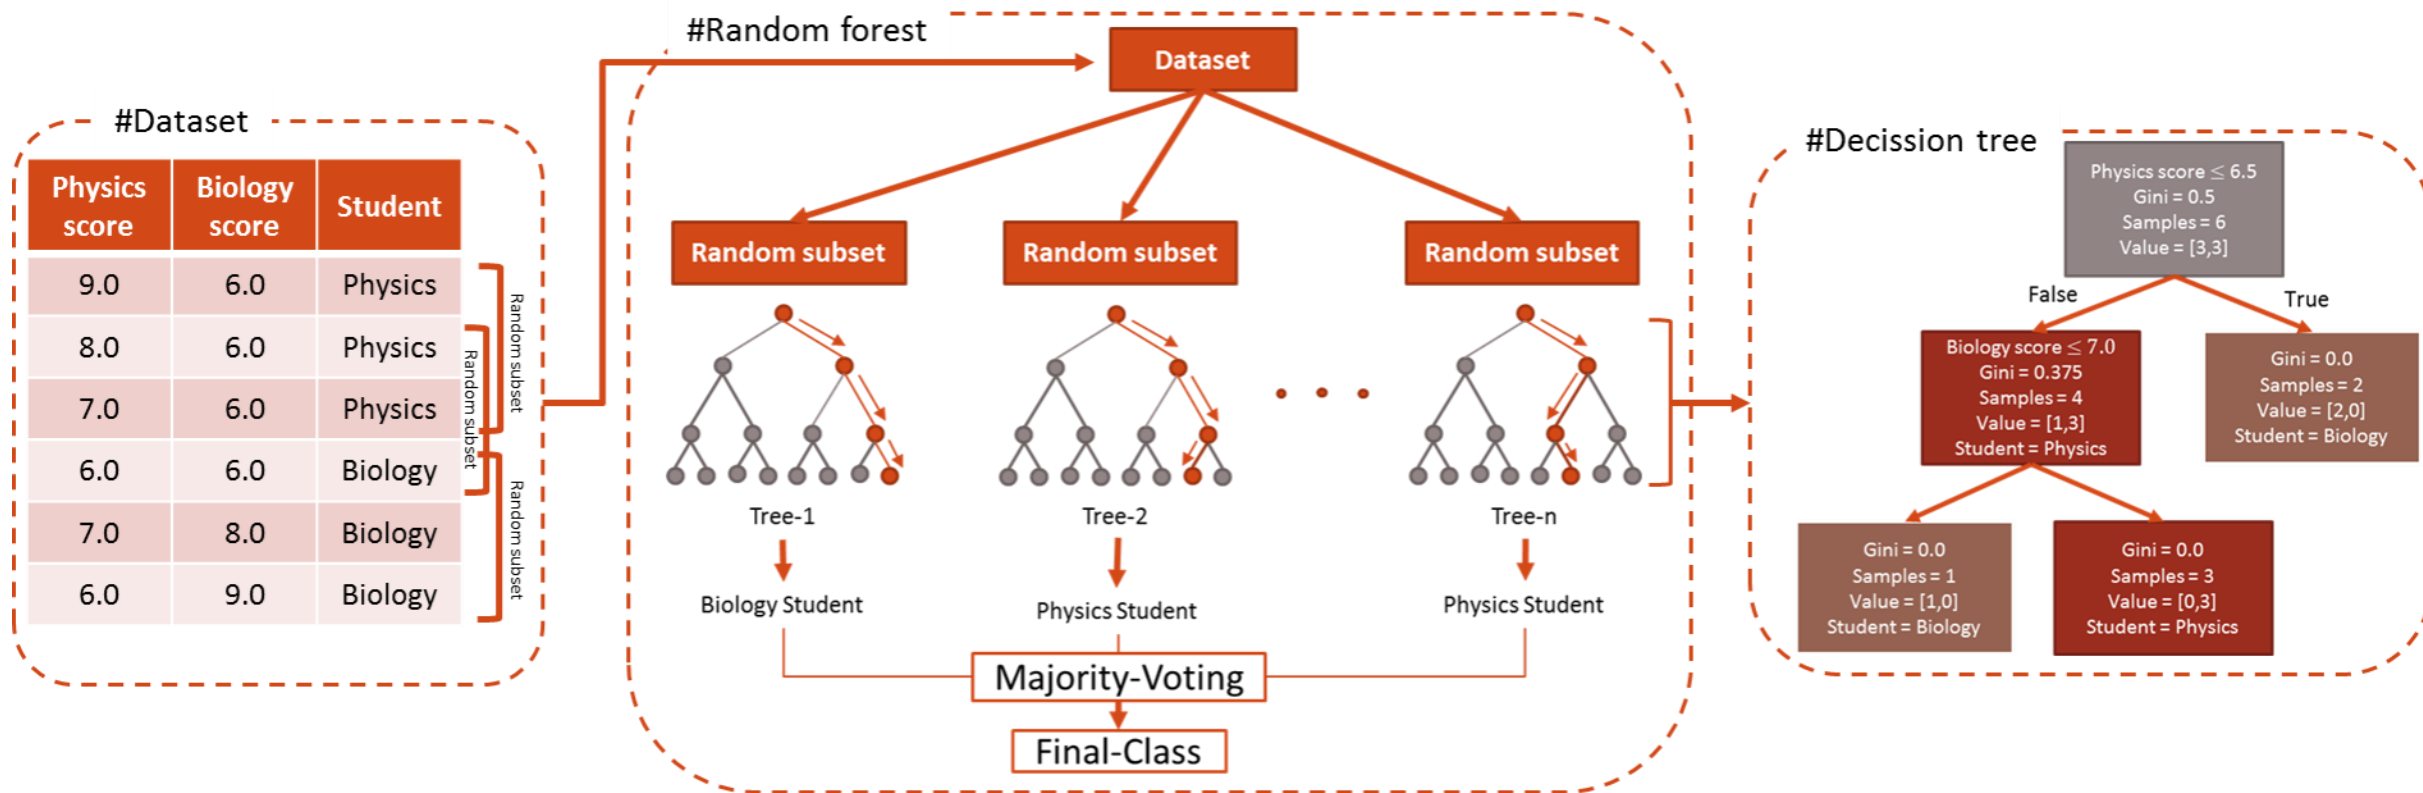 #Dataset
Physics score
Biology score
Student
9.0 6.0 Physics
8.0 6.0 Physics
7.0 6.0 Physics
6.0 6.0 Biology
7.0 8.0 Biology
6.0 9.0 Biology
Random subset
Random subset
Random subset
#Random forest
Dataset
Random subset
Random subset
Random subset
Tree-1
Tree-2
Tree-n
Biology Student
Physics Student
Physics Student
Majority-Voting
Final-Class
#Decission tree
Physics score ≤ 6.5
Gini = 0.5
Samples = 6
Value = [3,3]
False
True
Biology score ≤ 7.0
Gini = 0.375
Samples = 4
Value = [1,3]
Student = Physics
Gini = 0.0
Samples = 2
Value = [2,0]
Student = Biology
Gini = 0.0
Samples = 1
Value = [1,0]
Student = Biology
Gini = 0.0
Samples = 3
Value = [0,3]
Student = Physics